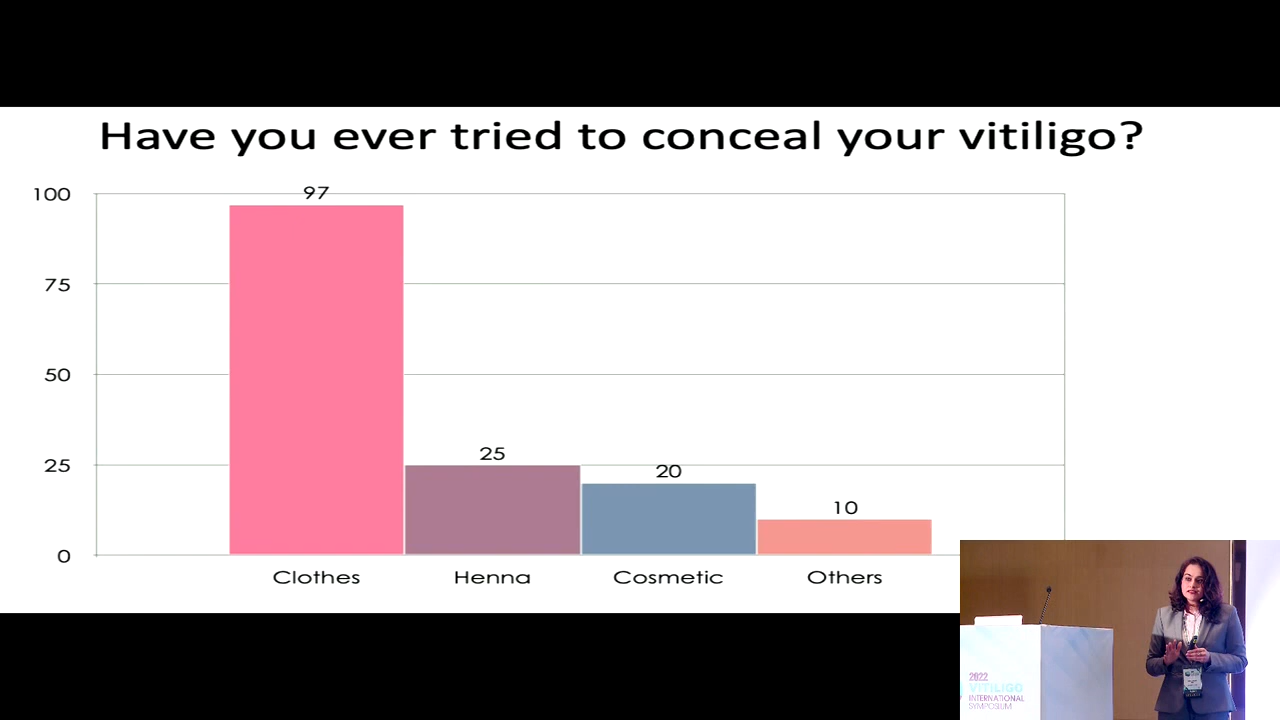 Have you ever tried to conceal your vitiligo?
97
100
75
50
25
25
20
10
0
Clothes Henna Cosmetic Others
2022
VITILIGO
INTERNATIONAL
SYMPOSIUM